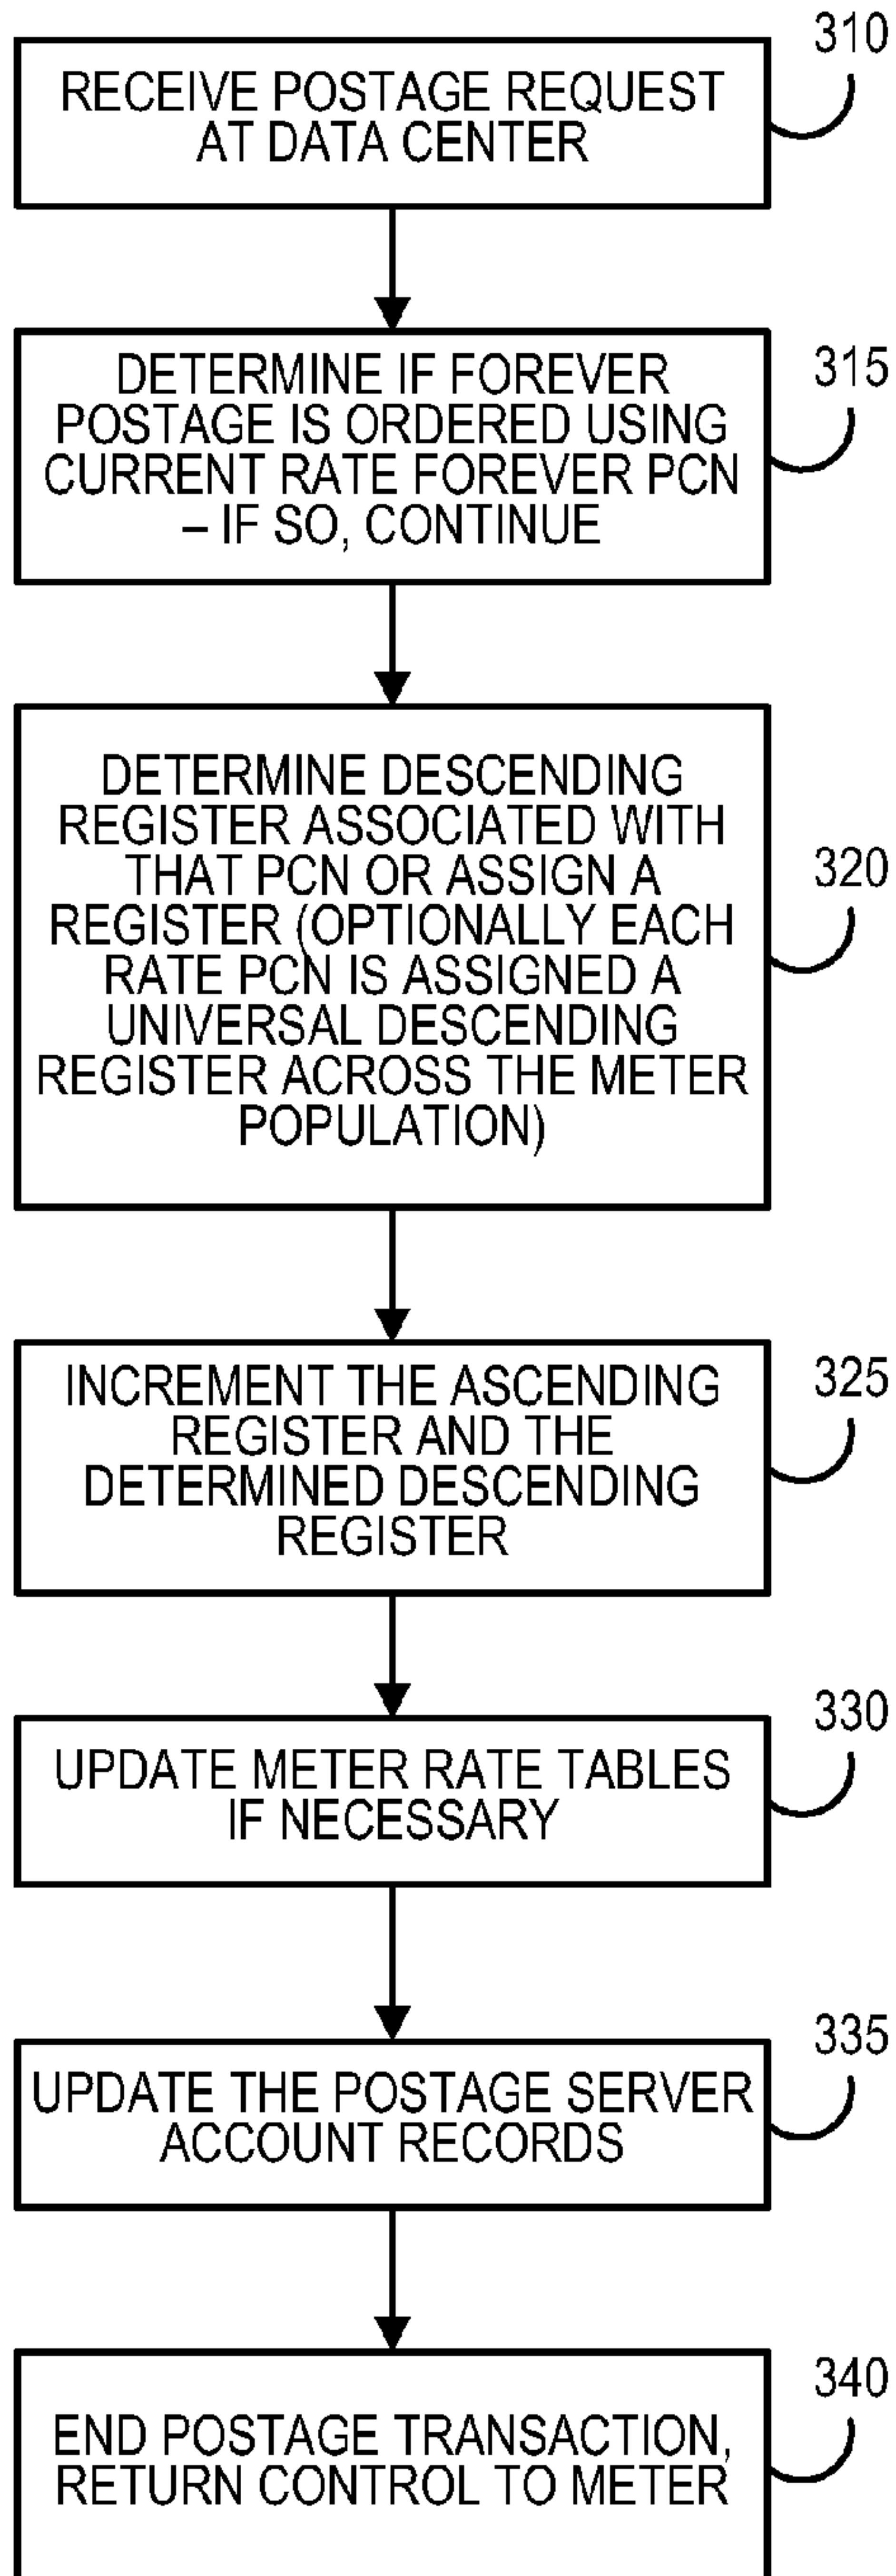 310
RECEIVE POSTAGE REQUEST
AT DATA CENTER
315
DETERMINE IF FOREVER
POSTAGE IS ORDERED USING
CURRENT RATE FOREVER PCN
– IF SO, CONTINUE
320
DETERMINE DESCENDING
REGISTER ASSOCIATED WITH
THAT PCN OR ASSIGN A
REGISTER (OPTIONALLY EACH
RATE PCN IS ASSIGNED A
UNIVERSAL DESCENDING
REGISTER ACROSS THE METER
POPULATION)
325
INCREMENT THE ASCENDING
REGISTER AND THE
DETERMINED DESCENDING
REGISTER
330
UPDATE METER RATE TABLES
IF NECESSARY
335
UPDATE THE POSTAGE SERVER
ACCOUNT RECORDS
340
END POSTAGE TRANSACTION,
RETURN CONTROL TO METER